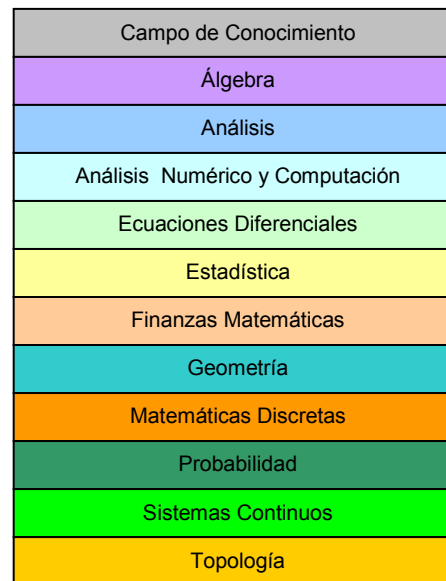 Campo de Conocimiento
Álgebra
Análisis
Análisis Numérico y Computación
Ecuaciones Diferenciales
Estadística
Finanzas Matemáticas
Geometría
Matemáticas Discretas
Probabilidad
Sistemas Continuos
Topología